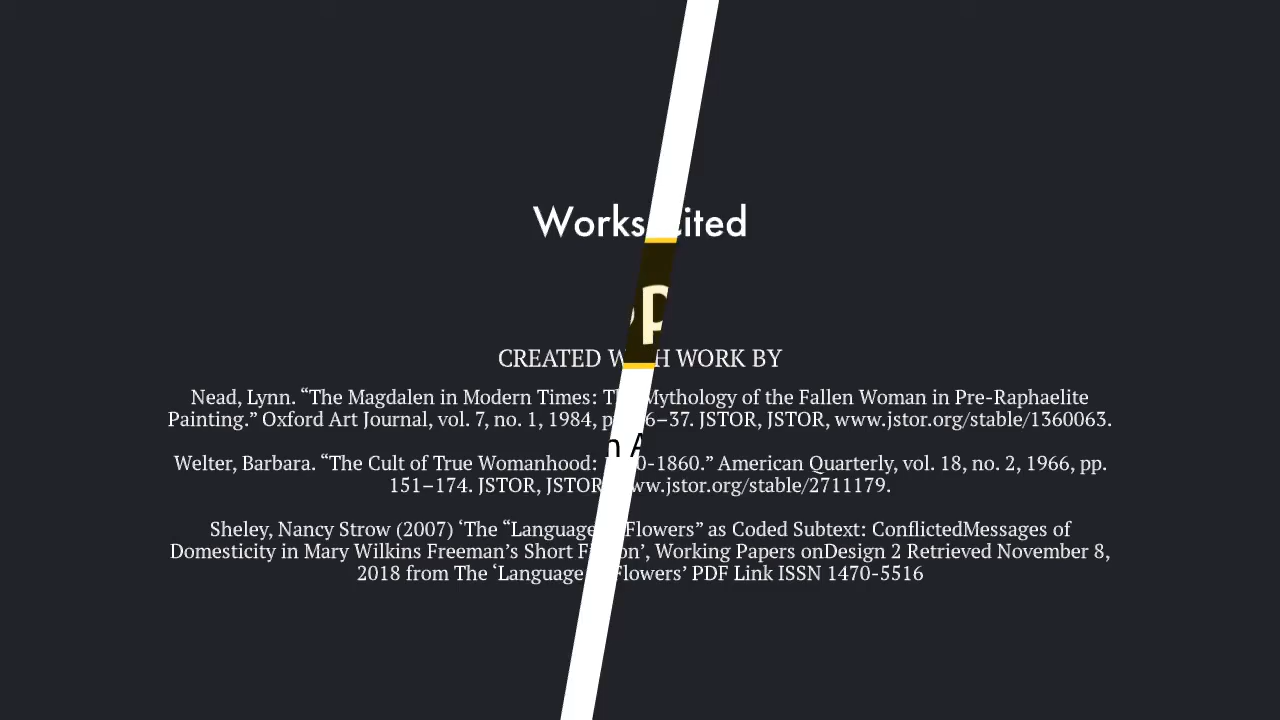 Works ited
CREATED W H WORK BY
Nead, Lynn. “The Magdalen in Modern Times: Mythology of the Fallen Woman in Pre-Raphaelite
Painting.” Oxford Art Journal, vol. 7, no. 1, 1984, p 6–37. JSTOR, JSTOR, www.jstor.org/stable/1360063.
Welter, Barbara. “The Cult of True Womanhood: 0-1860.” American Quarterly, vol. 18, no. 2, 1966, pp.
151–174. JSTOR, JSTOR ww.jstor.org/stable/2711179.
Sheley, Nancy Strow (2007) ‘The “Language Flowers” as Coded Subtext: ConflictedMessages of
Domesticity in Mary Wilkins Freeman’s Short F on’, Working Papers onDesign 2 Retrieved November 8,
2018 from The ‘Language Flowers’ PDF Link ISSN 1470-5516